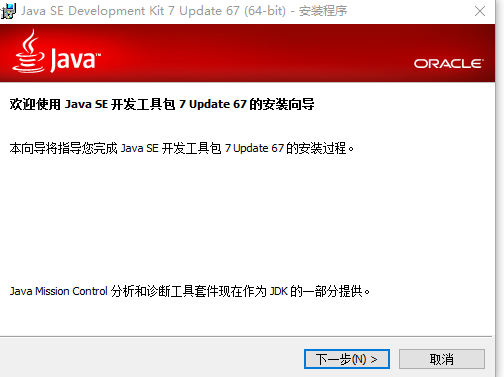 Java SE Development Kit 7 Update 67 (64-bit) - 安装程序
Java™
ORACLE®
欢迎使用 Java SE 开发工具包 7 Update 67 的安装向导
本向导将指导您完成 Java SE 开发工具包 7 Update 67 的安装过程。
Java Mission Control 分析和诊断工具套件现在作为 JDK 的一部分提供。
下一步(N) >
取消